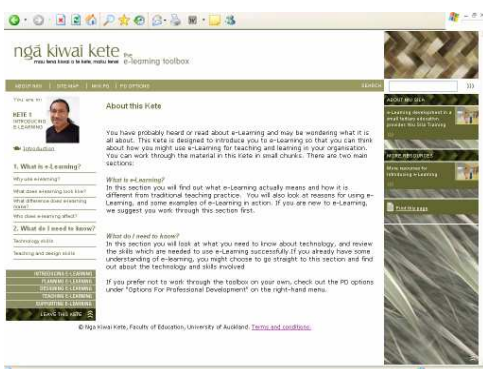 ngā kiwai kete the
e-learning toolbox
ABOUT NKK | SITE MAP | | PD OPTIONS
SEARCH
You are in:
KETE 1
INTRODUCING
E-LEARNING
Introduction
1. What is e-Learning?
Why use e-learning?
What does e-learning look like?
What difference does e-learning
make?
Who does e-learning affect?
2. What do I need to know?
Technology skills
Teaching and design skills
INTRODUCING E-LEARNING
PLANNING E-LEARNING
DESIGNING E-LEARNING
TEACHING E-LEARNING
SUPPORTING E-LEARNING
LEAVE THIS KETE
About this Kete
You have probably heard or read about e-Learning and may be wondering what it is
all about. This Kete is designed to introduce you to e-Learning so that you can think
about how you might use e-Learning for teaching and learning in your organisation.
You can work through the material in this Kete in small chunks. There are two main
sections:
What is e-Learning?
In this section you will find out what e-Learning actually means and how it is
different from traditional teaching practice. You will also look at reasons for using e-
Learning, and some examples of e-Learning in action. If you are new to e-Learning,
we suggest you work through this section first.
What do I need to know?
In this section you will look at what you need to know about technology, and review
the skills which are needed to use e-Learning successfully.If you already have some
understanding of e-learning, you might choose to go straight to this section and find
out about the technology and skills involved
If you prefer not to work through the toolbox on your own, check out the PD options
under "Options For Professional Development" on the right-hand menu.
© Nga Kiwai Kete, Faculty of Education, University of Auckland. Terms and conditions.
e-Learning development in a
small tertiary education
MORE RESOURCES
More resources for
introducing e-Learning
Print this page